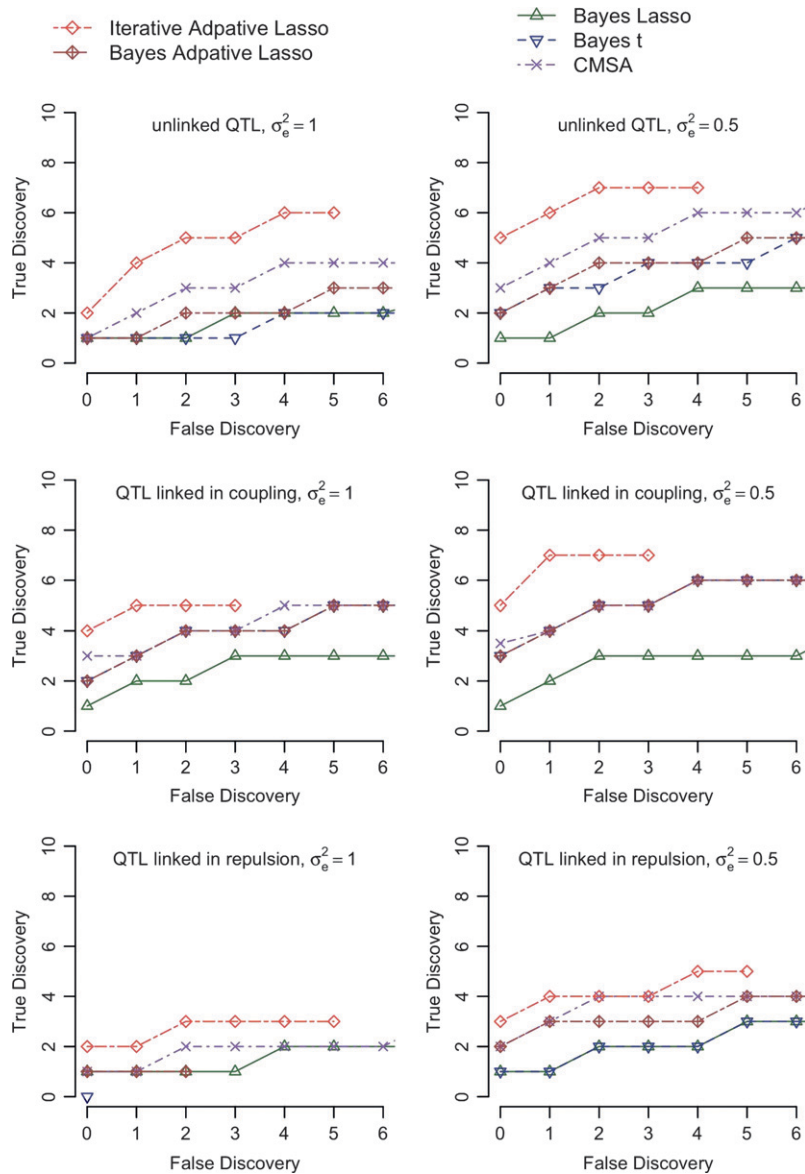 Iterative Adpative Lasso
Bayes Adpative Lasso
Bayes Lasso
Bayes t
CMSA
unlinked QTL, σ²ₑ = 1
True Discovery
0 2 4 6 8 10
0 1 2 3 4 5 6
False Discovery
unlinked QTL, σ²ₑ = 0.5
True Discovery
0 2 4 6 8 10
0 1 2 3 4 5 6
False Discovery
QTL linked in coupling, σ²ₑ = 1
True Discovery
0 2 4 6 8 10
0 1 2 3 4 5 6
False Discovery
QTL linked in coupling, σ²ₑ = 0.5
True Discovery
0 2 4 6 8 10
0 1 2 3 4 5 6
False Discovery
QTL linked in repulsion, σ²ₑ = 1
True Discovery
0 2 4 6 8 10
0 1 2 3 4 5 6
False Discovery
QTL linked in repulsion, σ²ₑ = 0.5
True Discovery
0 2 4 6 8 10
0 1 2 3 4 5 6
False Discovery